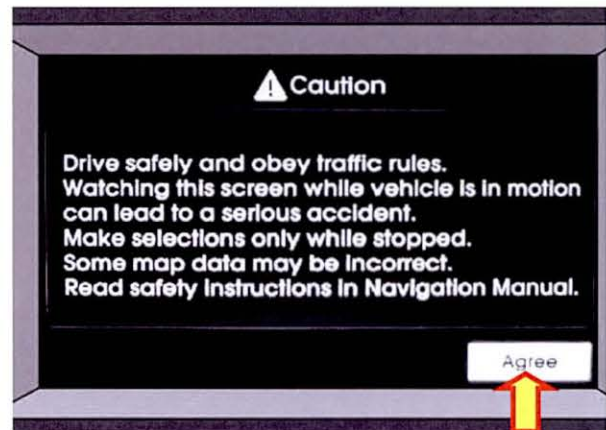 Caution
Drive safely and obey traffic rules.
Watching this screen while vehicle is in motion
can lead to a serious accident.
Make selections only while stopped.
Some map data may be incorrect.
Read safety instructions in Navigation Manual.
Agree